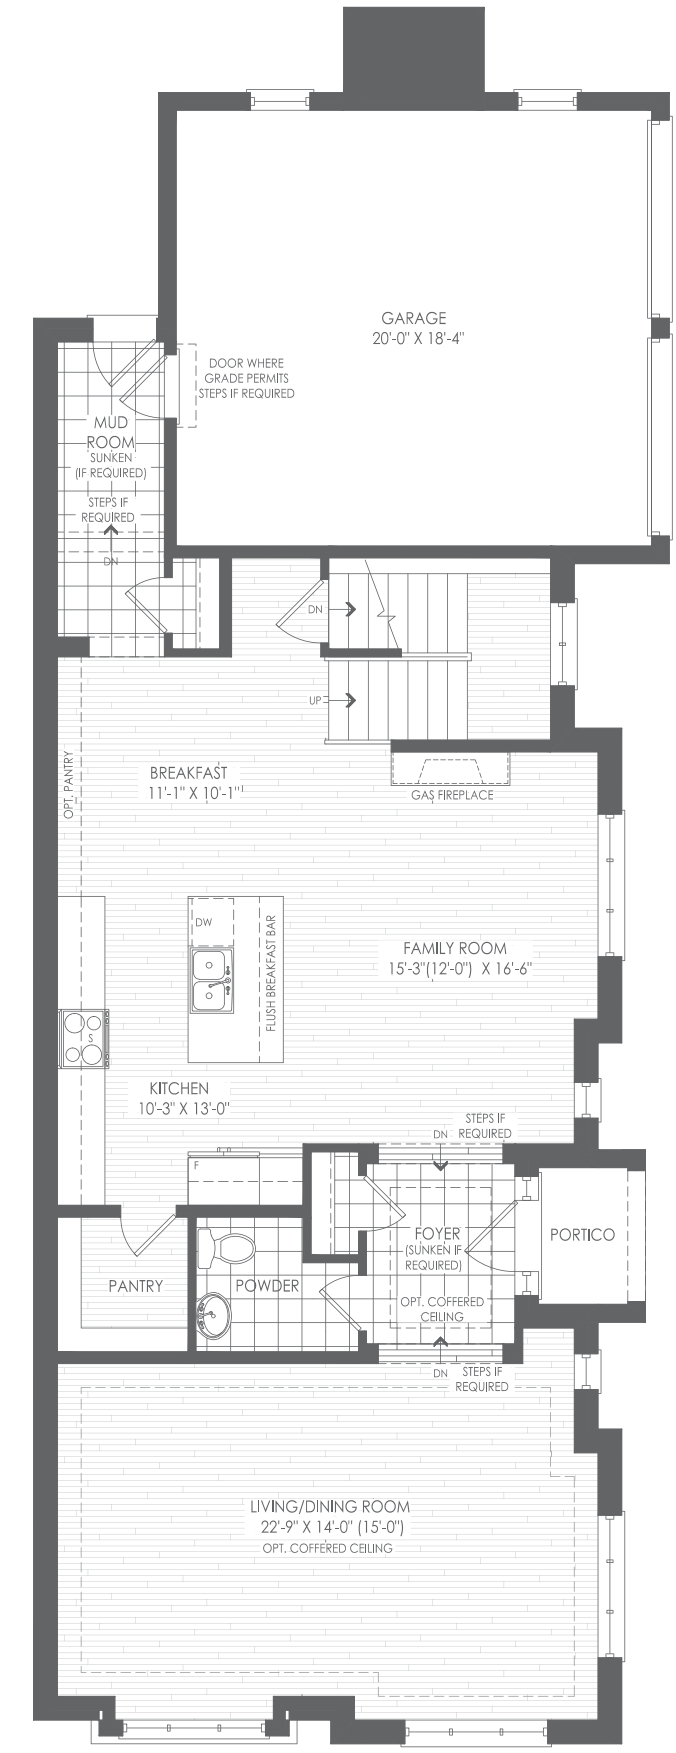 GARAGE
20'-0" X 18'-4"
DOOR WHERE
GRADE PERMITS
STEPS IF REQUIRED
MUD
ROOM
SUNKEN
(IF REQUIRED)
STEPS IF
REQUIRED
DN
DN
UP
OPT. PANTRY
BREAKFAST
11'-1" X 10'-1"
GAS FIREPLACE
DW
FLUSH BREAKFAST BAR
FAMILY ROOM
15'-3"(12'-0") X 16'-6"
S
KITCHEN
10'-3" X 13'-0"
STEPS IF
DN REQUIRED
F
FOYER
(SUNKEN IF
REQUIRED)
PORTICO
PANTRY
POWDER
OPT. COFFERED
CEILING
DN STEPS IF
REQUIRED
LIVING/DINING ROOM
22'-9" X 14'-0" (15'-0")
OPT. COFFERED CEILING